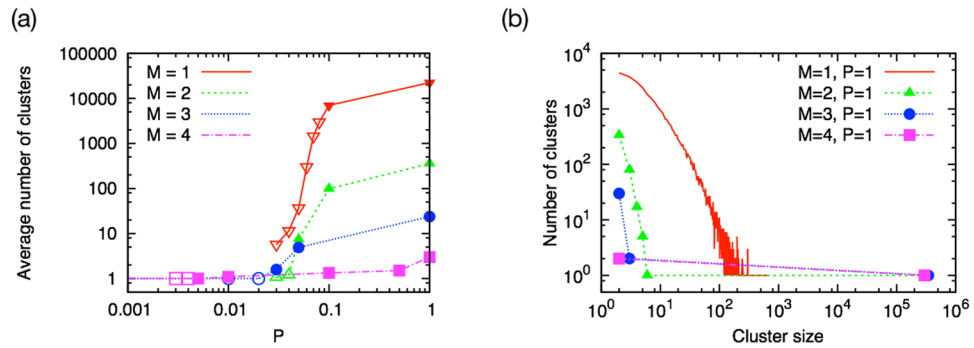 (a)
(b)
Average number of clusters
100000
10000
1000
100
10
1
M = 1
M = 2
M = 3
M = 4
0.001
0.01
0.1
1
P
Number of clusters
10^4
10^3
10^2
10^1
10^0
M=1, P=1
M=2, P=1
M=3, P=1
M=4, P=1
10^0
10^1
10^2
10^3
10^4
10^5
10^6
Cluster size